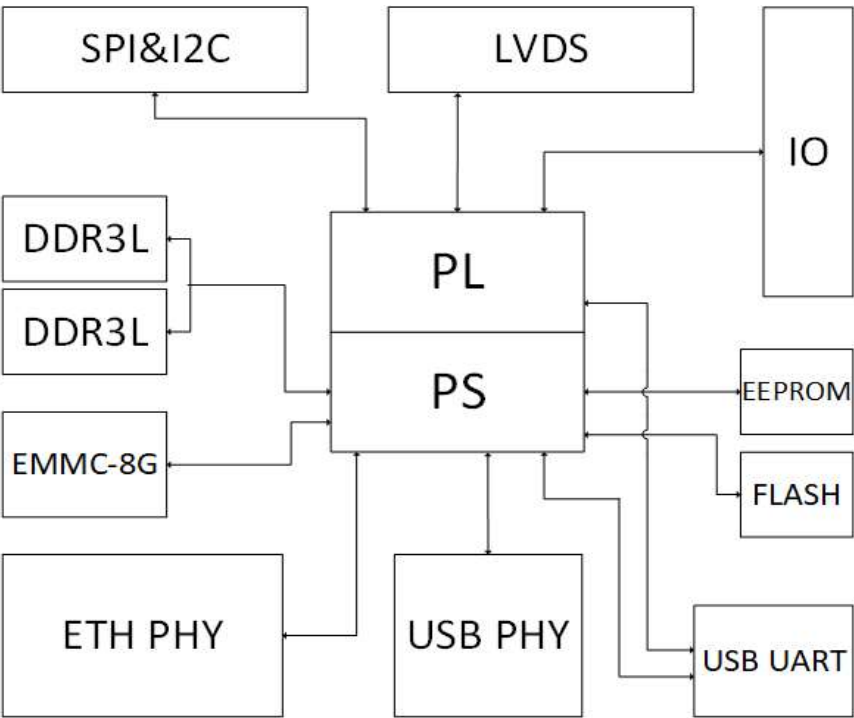 SPI&I2C
LVDS
IO
DDR3L
DDR3L
PL
PS
EEPROM
EMMC-8G
FLASH
ETH PHY
USB PHY
USB UART